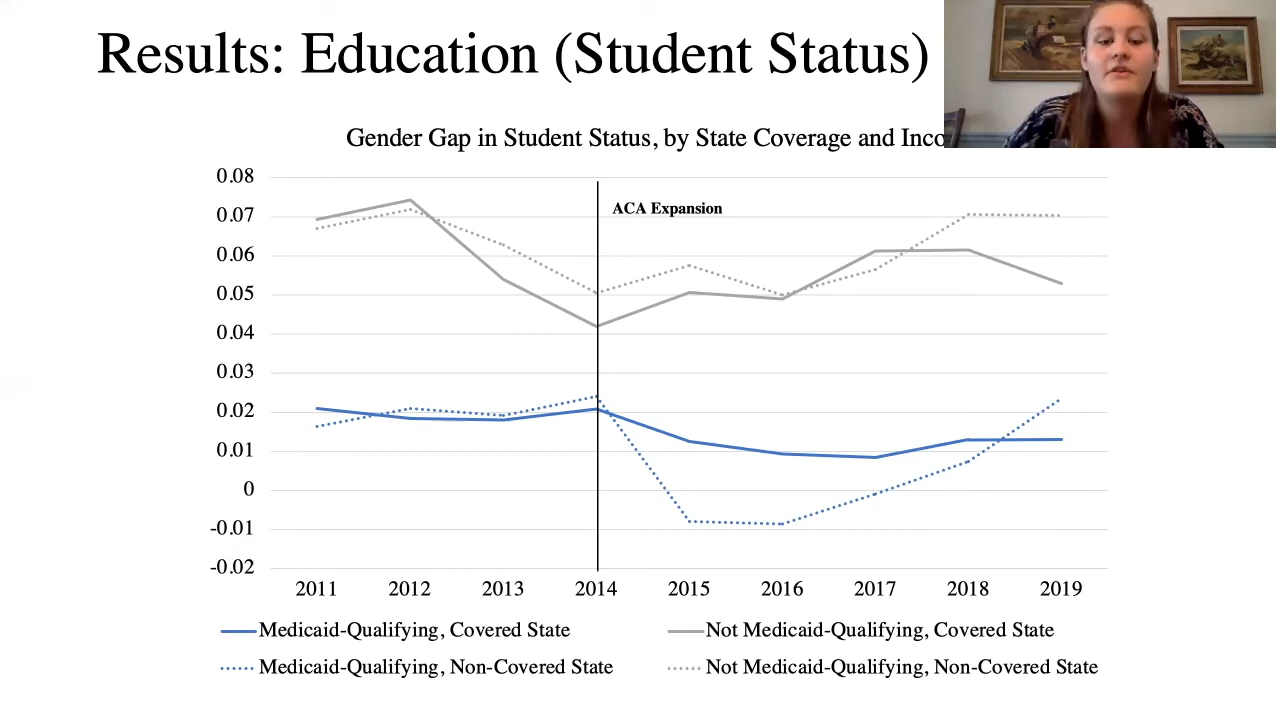 Results: Education (Student Status)
Gender Gap in Student Status, by State Coverage and
0.08
0.07
0.06
0.05
0.04
0.03
0.02
0.01
0
-0.01
-0.02
ACA Expansion
2011 2012 2013 2014 2015 2016 2017 2018 2019
Medicaid-Qualifying, Covered State
Not Medicaid-Qualifying, Covered State
Medicaid-Qualifying, Non-Covered State
Not Medicaid-Qualifying, Non-Covered State